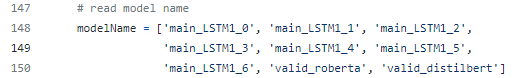 147 # read model name
148 modelName = ['main_LSTM1_0', 'main_LSTM1_1', 'main_LSTM1_2',
149 'main_LSTM1_3', 'main_LSTM1_4', 'main_LSTM1_5',
150 'main_LSTM1_6', 'valid_roberta', 'valid_distilbert']